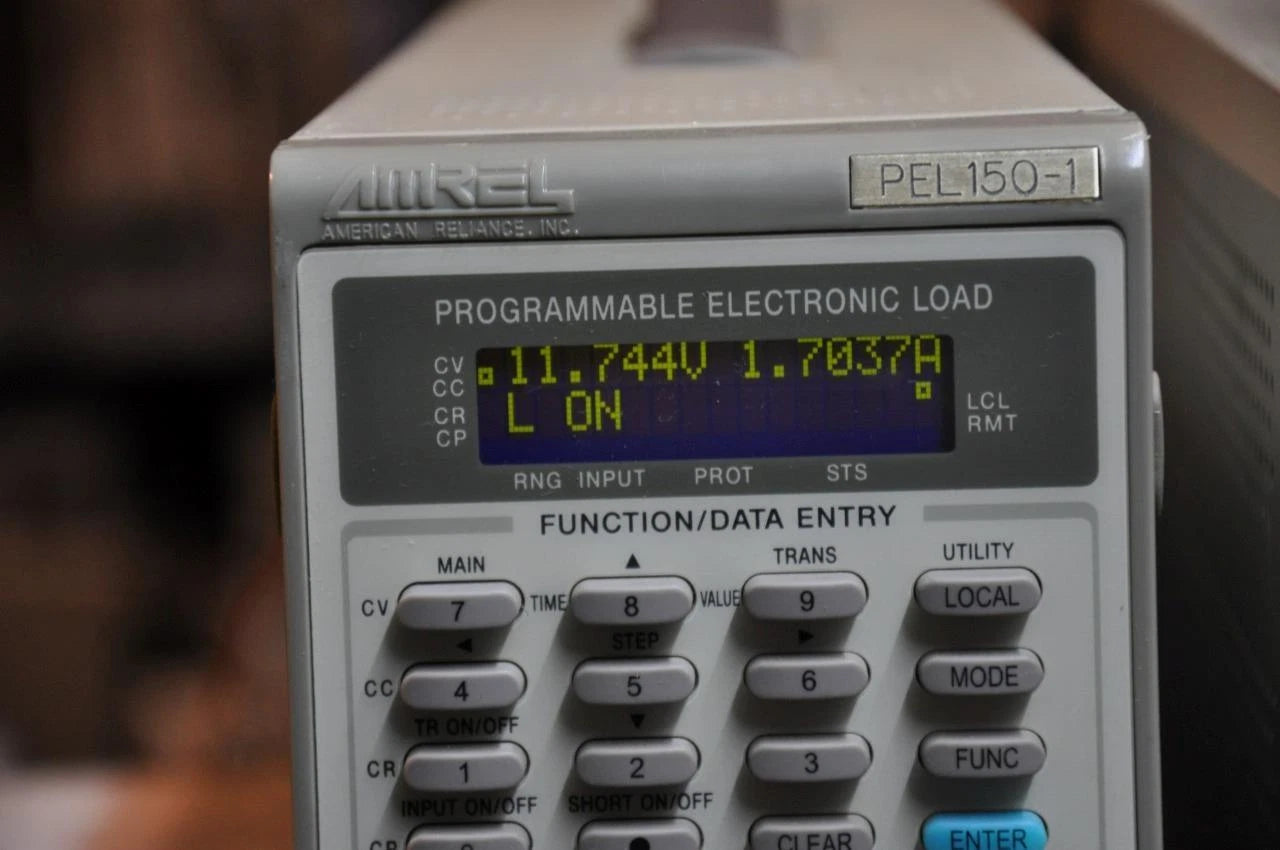 AMREL
PEL150-1
AMERICAN RELIANCE, INC.
PROGRAMMABLE ELECTRONIC LOAD
CV
CC
CR
CP
11.744V 1.7037A
L ON
LCL
RMT
RNG INPUT PROT STS
FUNCTION/DATA ENTRY
MAIN ▲ TRANS UTILITY
CV 7 TIME 8 VALUE 9 LOCAL
◀ STEP ▶
CC 4 5 6 MODE
TR ON/OFF ▼
CR 1 2 3 FUNC
INPUT ON/OFF SHORT ON/OFF
CP 0 CLEAR ENTER